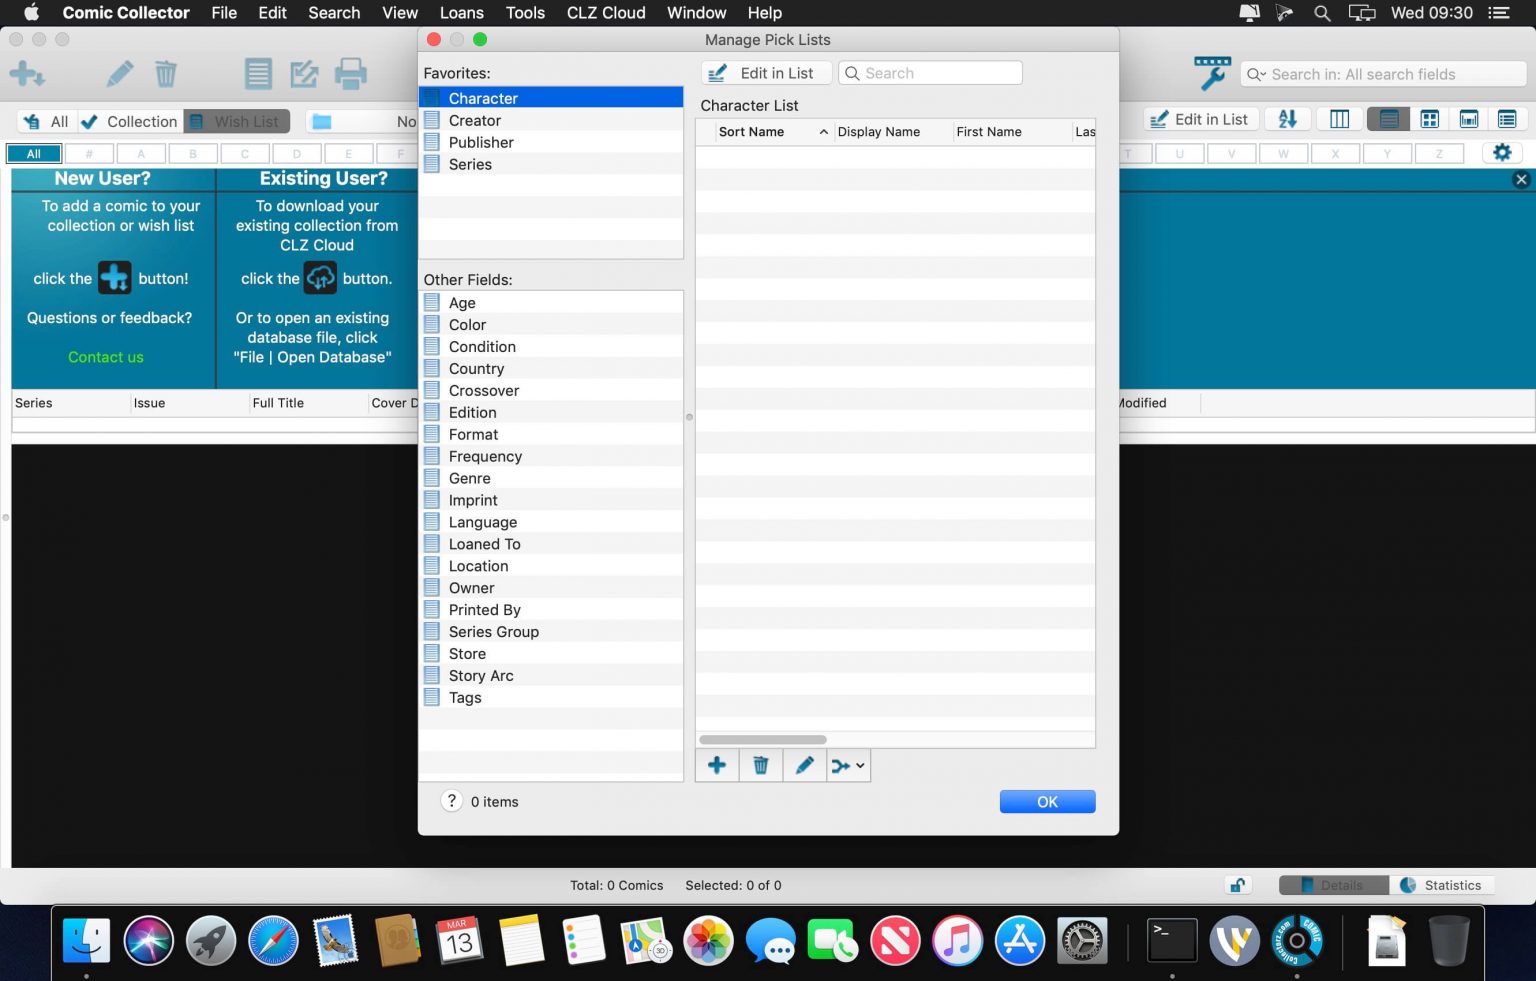 Comic Collector File Edit Search View Loans Tools CLZ Cloud Window Help Wed 09:30
Manage Pick Lists
Search in: All search fields
All Collection Wish List No
Edit in List
All # A B C D E F T U V W X Y Z
New User?
To add a comic to your
collection or wish list
click the button!
Questions or feedback?
Contact us
Existing User?
To download your
existing collection from
CLZ Cloud
click the button.
Or to open an existing
database file, click
"File | Open Database"
Series Issue Full Title Cover D Modified
Favorites:
Character
Creator
Publisher
Series
Other Fields:
Age
Color
Condition
Country
Crossover
Edition
Format
Frequency
Genre
Imprint
Language
Loaned To
Location
Owner
Printed By
Series Group
Store
Story Arc
Tags
? 0 items
Edit in List Search
Character List
Sort Name Display Name First Name Las
OK
Total: 0 Comics Selected: 0 of 0
Details Statistics
MAR
13